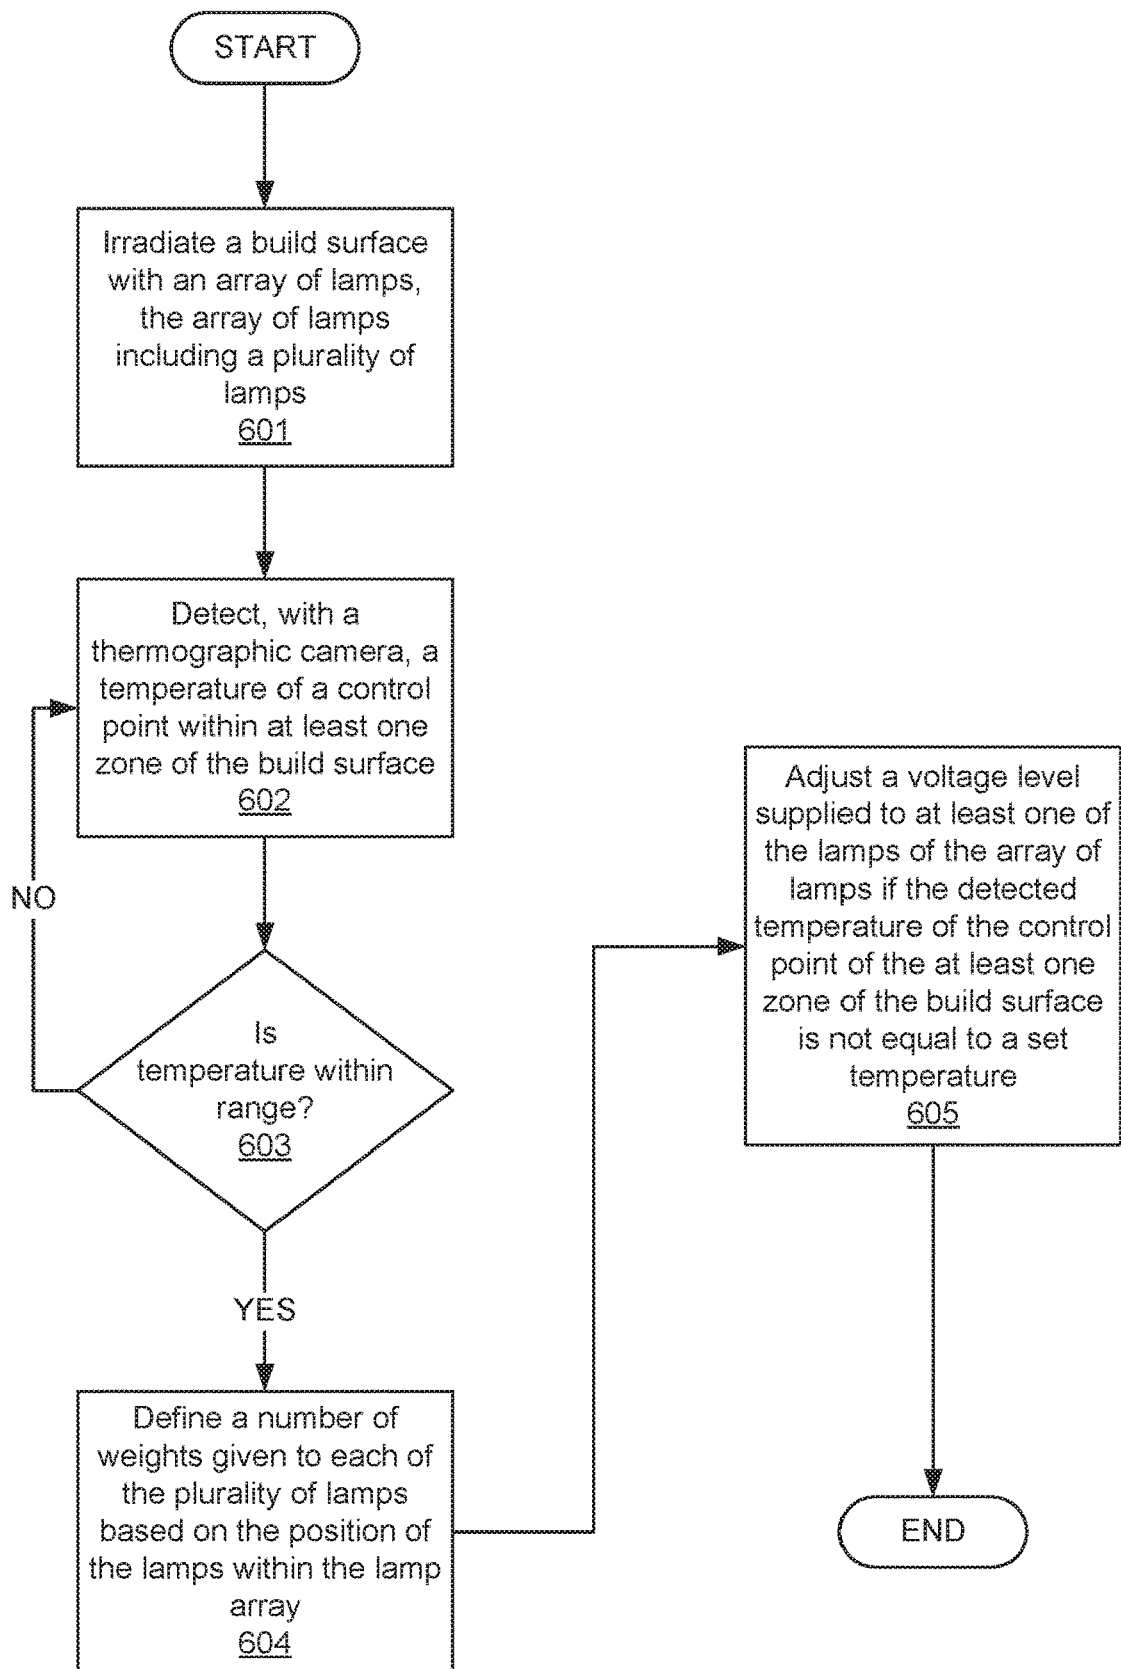 START
Irradiate a build surface
with an array of lamps,
the array of lamps
including a plurality of
lamps
601
Detect, with a
thermographic camera, a
temperature of a control
point within at least one
zone of the build surface
602
NO
Is
temperature within
range?
603
YES
Define a number of
weights given to each of
the plurality of lamps
based on the position of
the lamps within the lamp
array
604
Adjust a voltage level
supplied to at least one of
the lamps of the array of
lamps if the detected
temperature of the control
point of the at least one
zone of the build surface
is not equal to a set
temperature
605
END